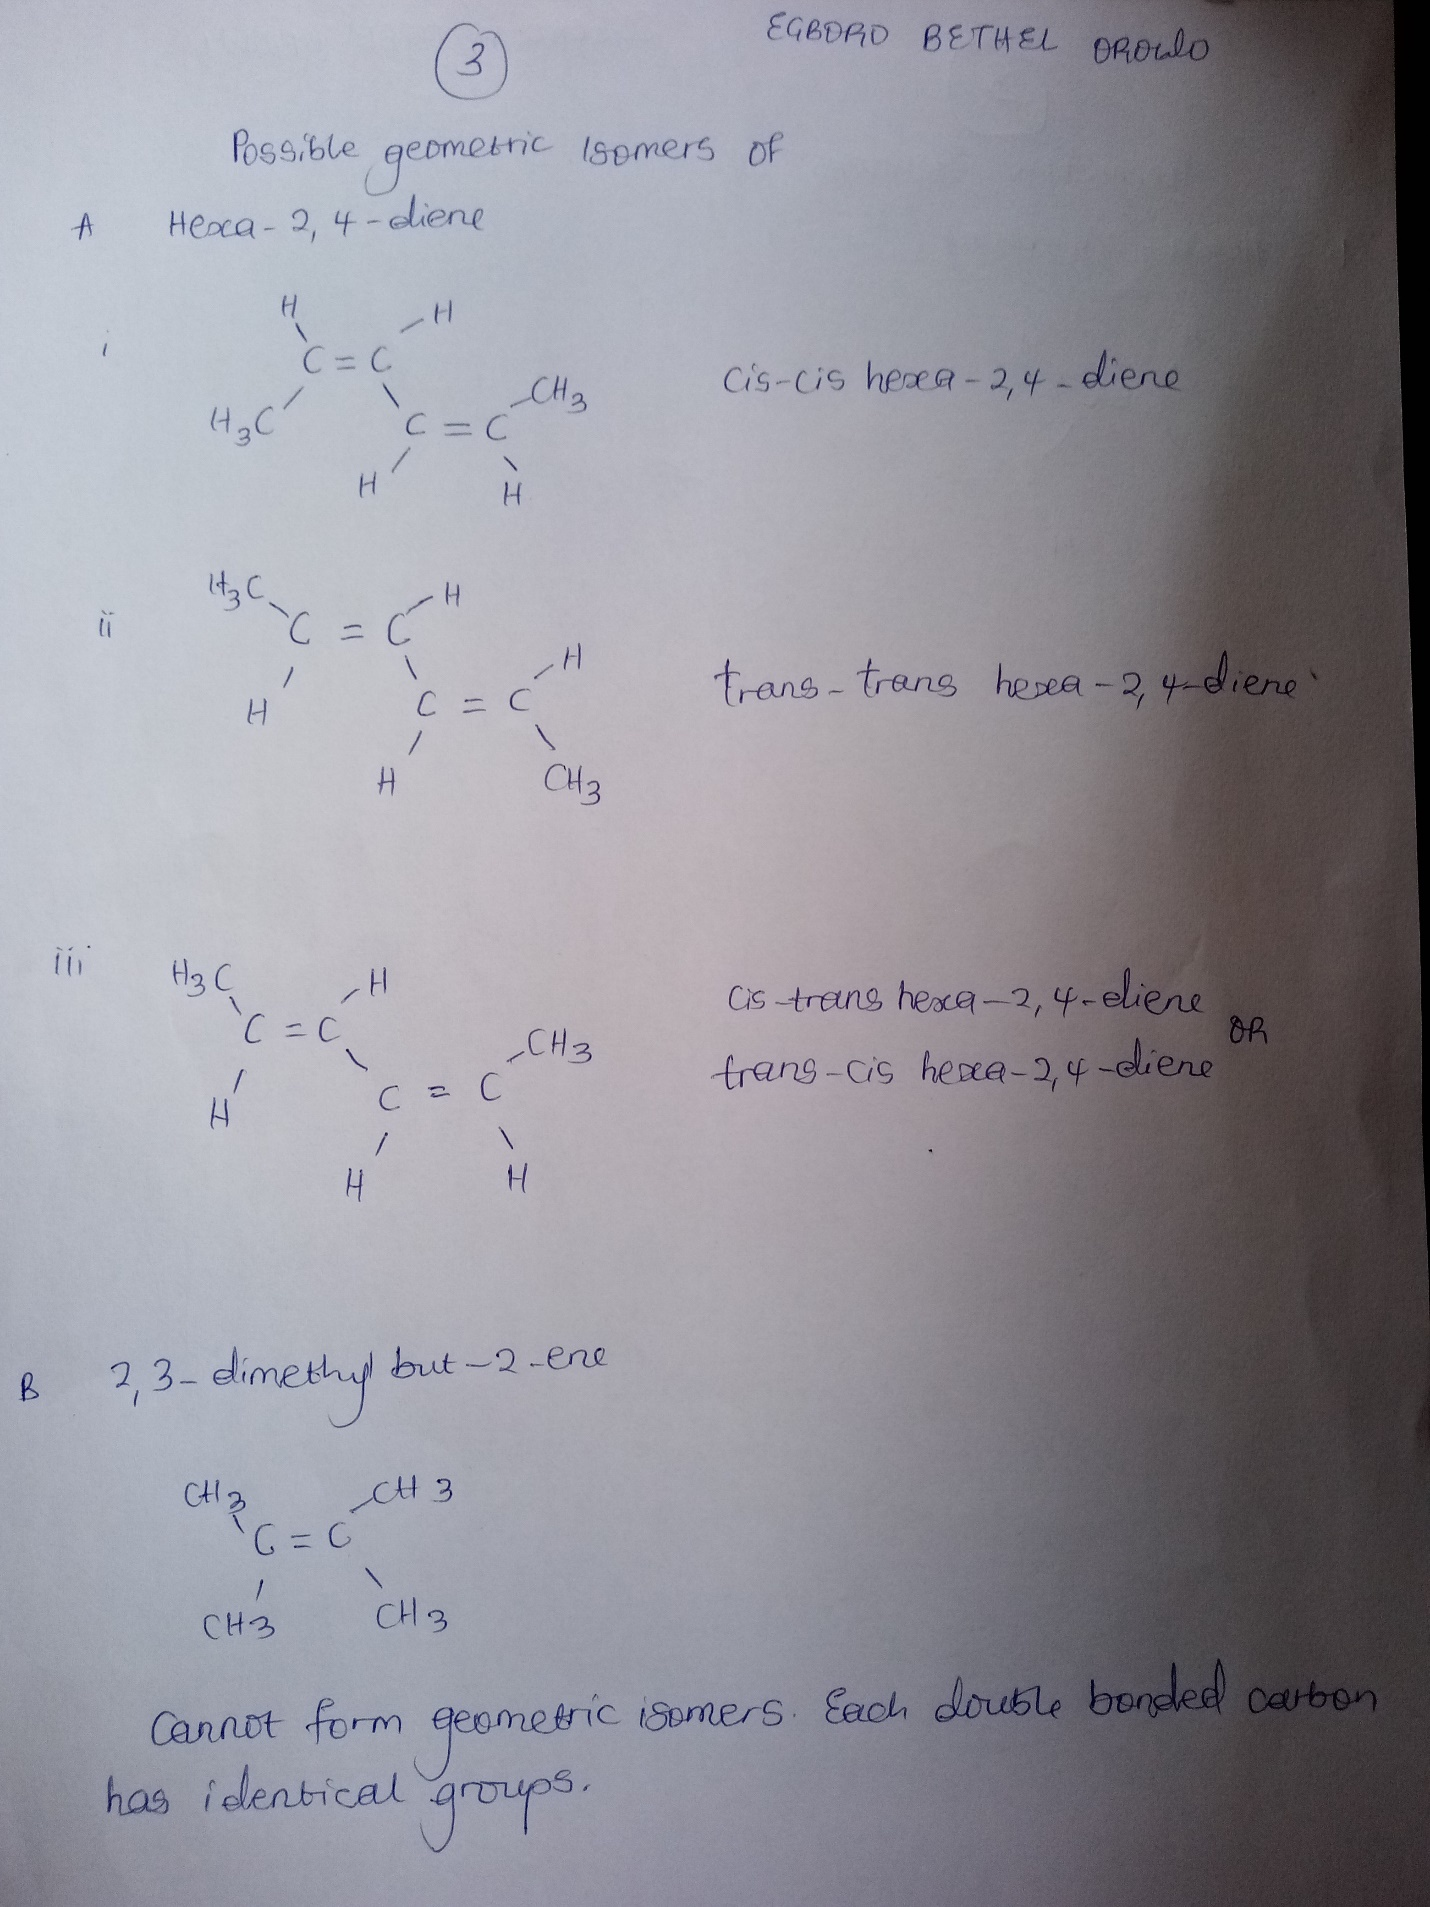 3
EGBORO BETHEL OROWO
Possible geometric Isomers of
A Hexa-2,4-diene
i
H H
C=C
H3C CH3
C=C
H H
cis-cis hexa-2,4-diene
ii
H3C H
C=C
H H
C=C
H CH3
trans-trans hexa-2,4-diene
iii
H3C H
C=C
H CH3
C=C
H H
cis-trans hexa-2,4-diene
OR
trans-cis hexa-2,4-diene
B 2,3-dimethyl but-2-ene
CH3 CH3
C=C
CH3 CH3
Cannot form geometric isomers. Each double bonded carbon
has identical groups.